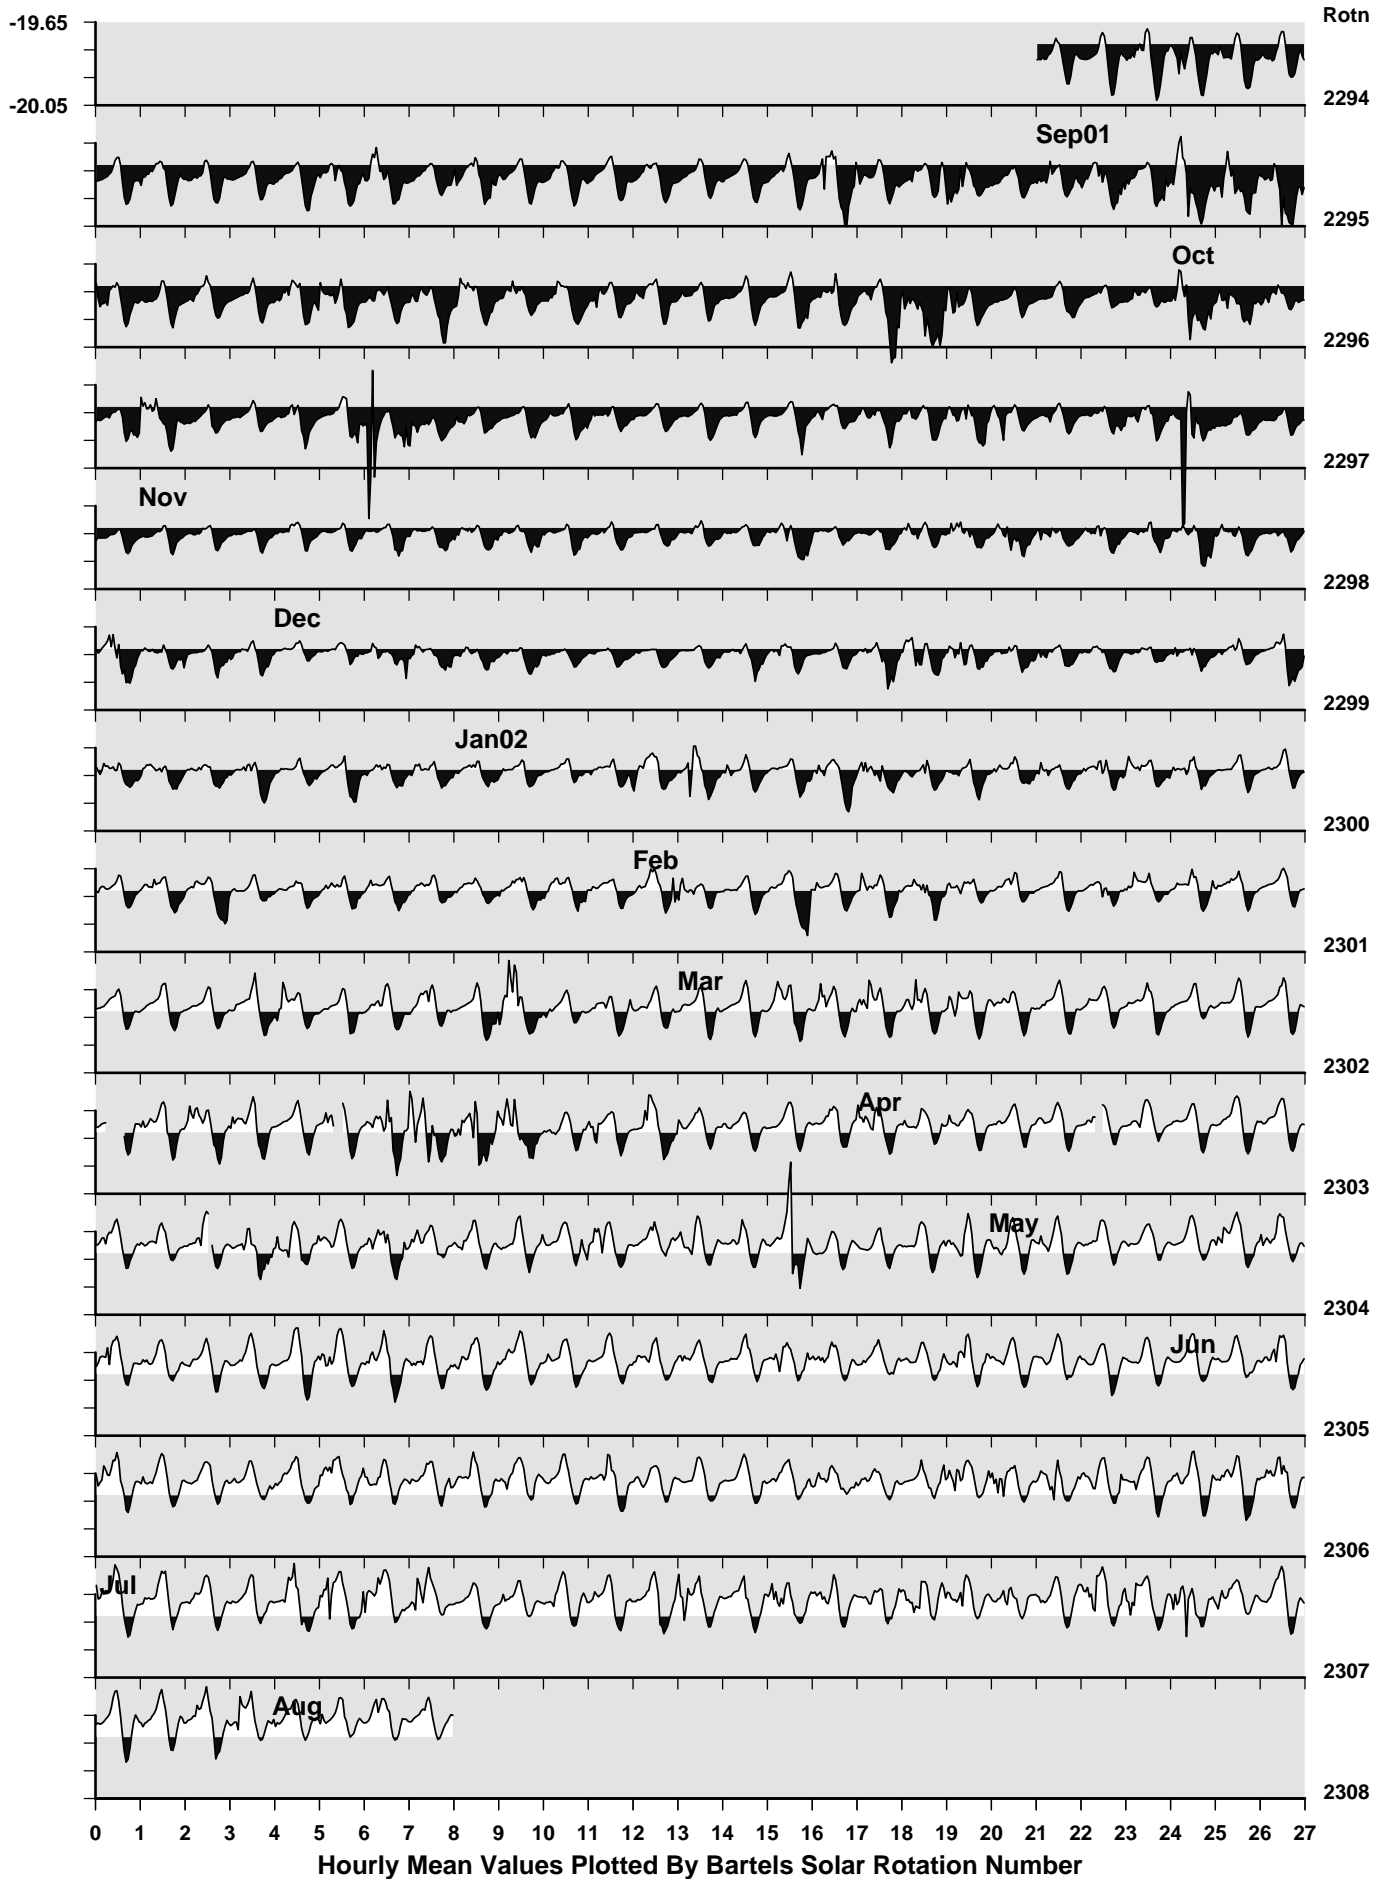 -19.65 Rotn
-20.05 2294
Sep01
2295
Oct
2296
2297
Nov
2298
Dec
2299
Jan02
2300
Feb
2301
Mar
2302
Apr
2303
May
2304
Jun
2305
2306
Jul
2307
Aug
2308
0 1 2 3 4 5 6 7 8 9 10 11 12 13 14 15 16 17 18 19 20 21 22 23 24 25 26 27
Hourly Mean Values Plotted By Bartels Solar Rotation Number